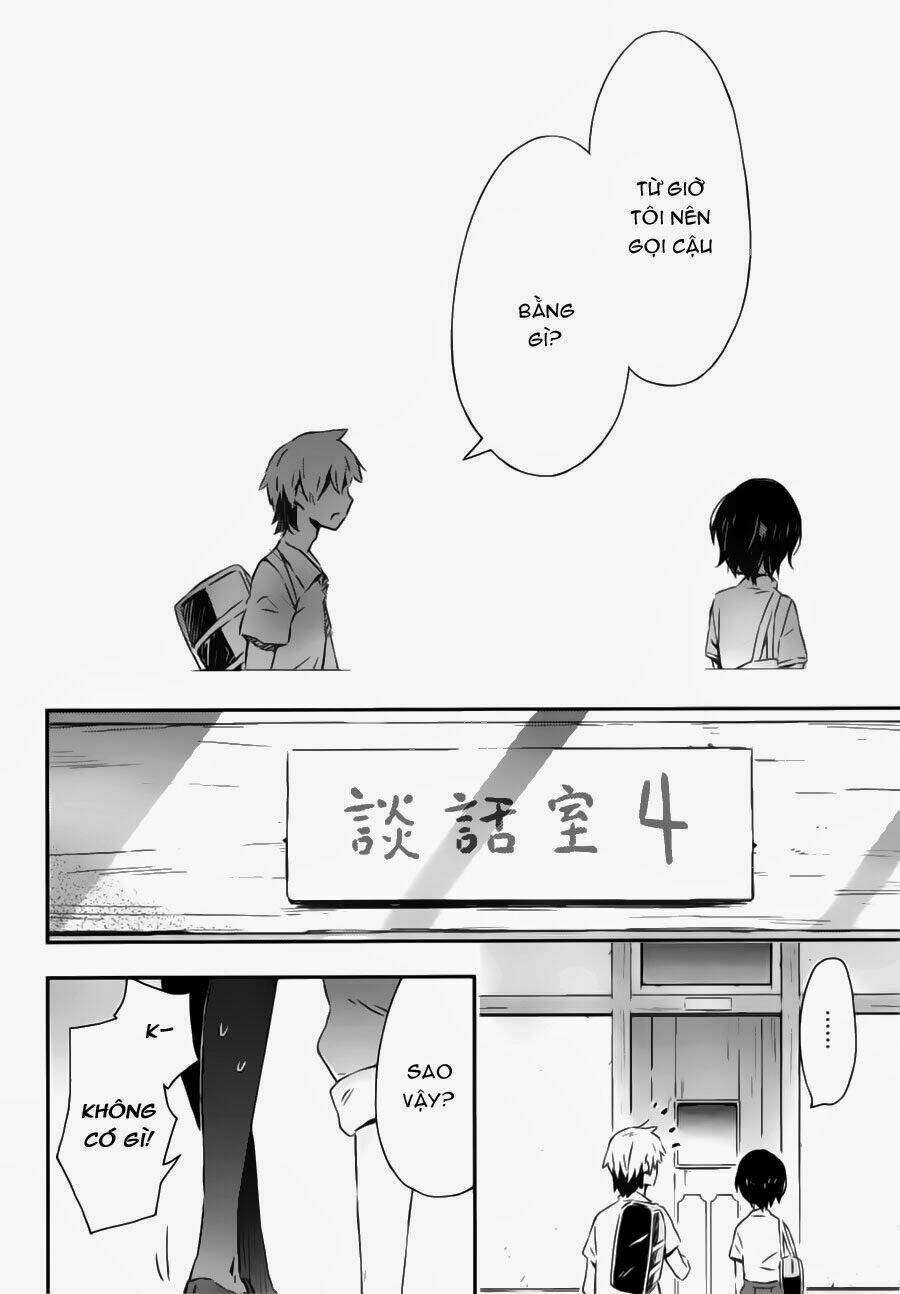 TỪ GIỜ
TÔI NÊN
GỌI CẬU
BẰNG
GÌ?
談話室4
......
SAO
VẬY?
K-
KHÔNG
CÓ GÌ!